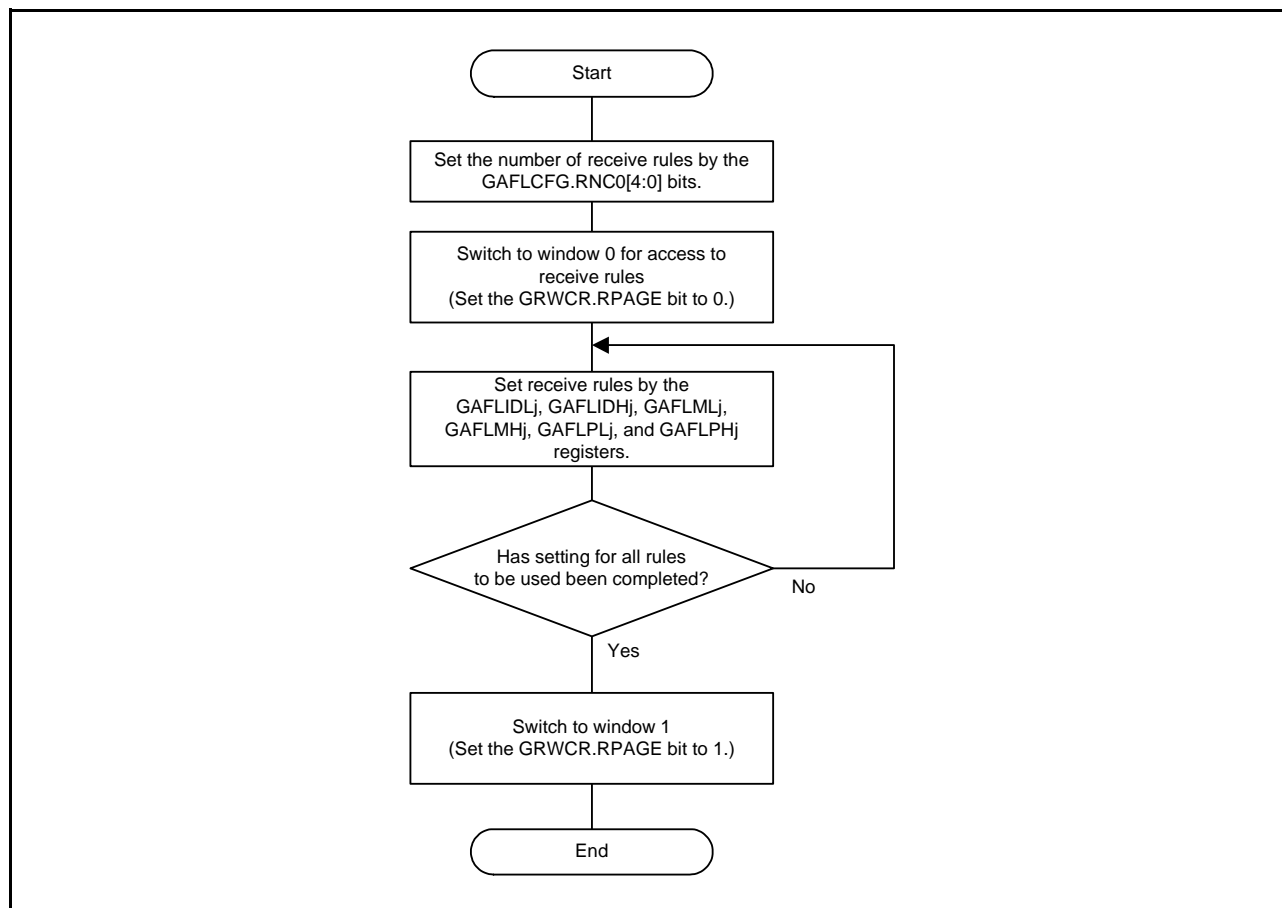 Start
Set the number of receive rules by the
GAFLCFG.RNC0[4:0] bits.
Switch to window 0 for access to
receive rules
(Set the GRWCR.RPAGE bit to 0.)
Set receive rules by the
GAFLIDLj, GAFLIDHj, GAFLMLj,
GAFLMHj, GAFLPLj, and GAFLPHj
registers.
Has setting for all rules
to be used been completed?
No
Yes
Switch to window 1
(Set the GRWCR.RPAGE bit to 1.)
End